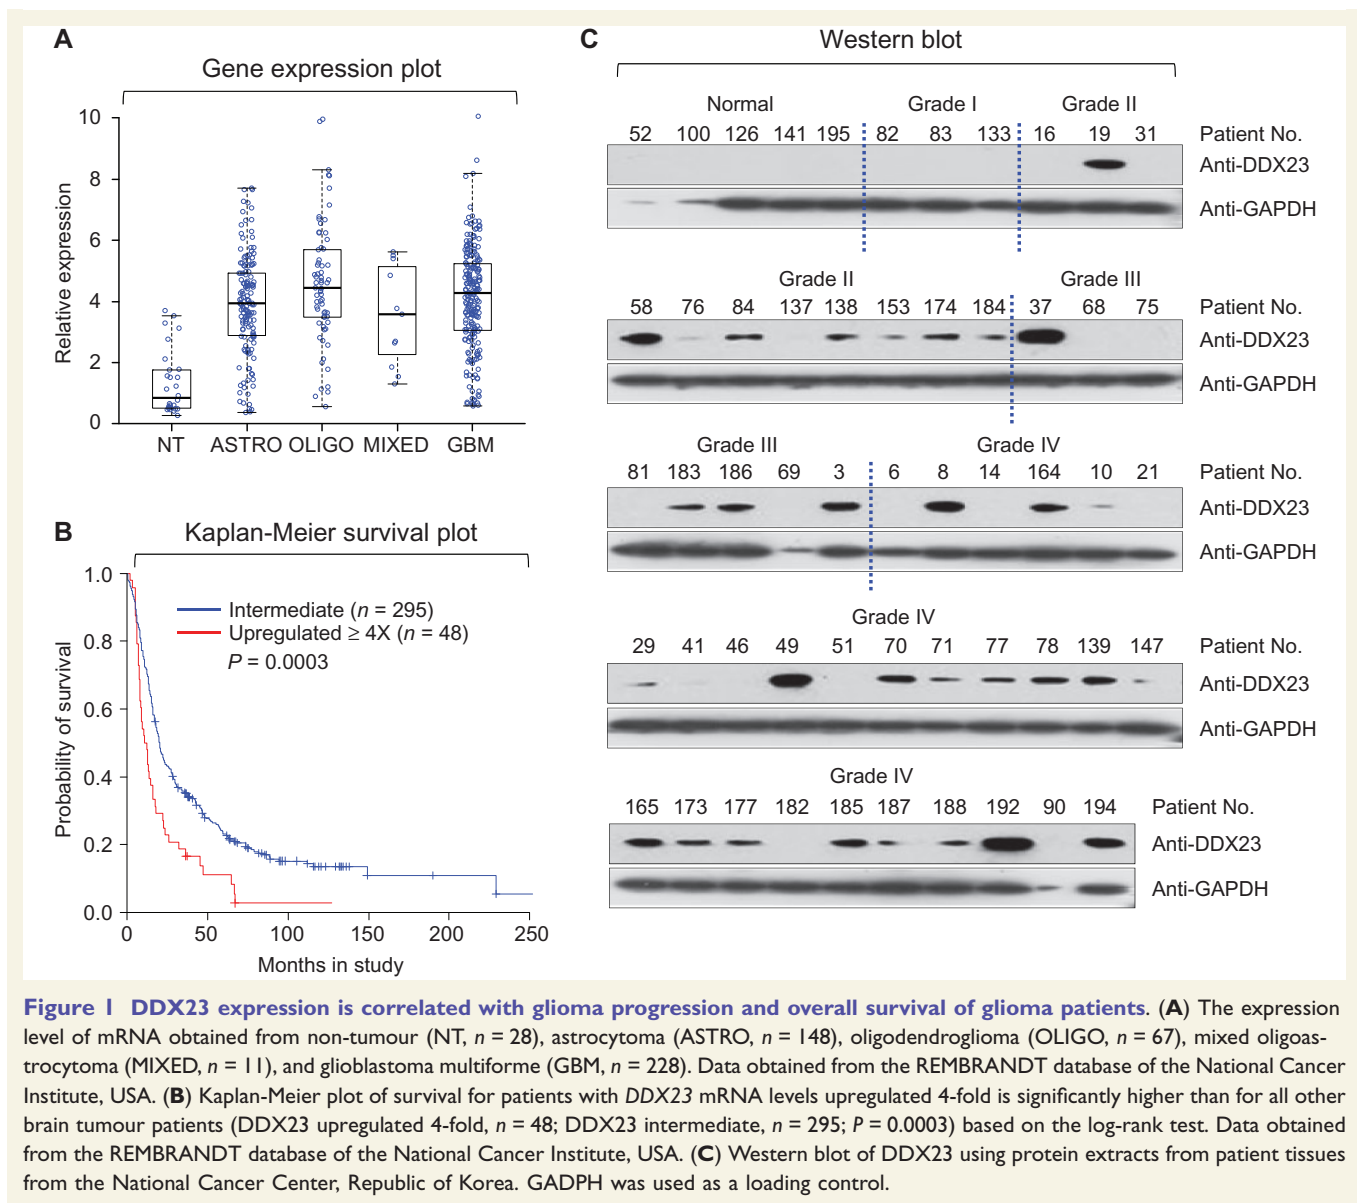 A
Gene expression plot
Relative expression
10
8
6
4
2
0
NT ASTRO OLIGO MIXED GBM
B
Kaplan-Meier survival plot
Probability of survival
1.0
0.8
0.6
0.4
0.2
0.0
Intermediate (n = 295)
Upregulated ≥ 4X (n = 48)
P = 0.0003
0 50 100 150 200 250
Months in study
C
Western blot
Normal Grade I Grade II
52 100 126 141 195 82 83 133 16 19 31 Patient No.
Anti-DDX23
Anti-GAPDH
Grade II Grade III
58 76 84 137 138 153 174 184 37 68 75 Patient No.
Anti-DDX23
Anti-GAPDH
Grade III Grade IV
81 183 186 69 3 6 8 14 164 10 21 Patient No.
Anti-DDX23
Anti-GAPDH
Grade IV
29 41 46 49 51 70 71 77 78 139 147 Patient No.
Anti-DDX23
Anti-GAPDH
Grade IV
165 173 177 182 185 187 188 192 90 194 Patient No.
Anti-DDX23
Anti-GAPDH
Figure 1 DDX23 expression is correlated with glioma progression and overall survival of glioma patients. (A) The expression
level of mRNA obtained from non-tumour (NT, n = 28), astrocytoma (ASTRO, n = 148), oligodendroglioma (OLIGO, n = 67), mixed oligoas-
trocytoma (MIXED, n = 11), and glioblastoma multiforme (GBM, n = 228). Data obtained from the REMBRANDT database of the National Cancer
Institute, USA. (B) Kaplan-Meier plot of survival for patients with DDX23 mRNA levels upregulated 4-fold is significantly higher than for all other
brain tumour patients (DDX23 upregulated 4-fold, n = 48; DDX23 intermediate, n = 295; P = 0.0003) based on the log-rank test. Data obtained
from the REMBRANDT database of the National Cancer Institute, USA. (C) Western blot of DDX23 using protein extracts from patient tissues
from the National Cancer Center, Republic of Korea. GADPH was used as a loading control.